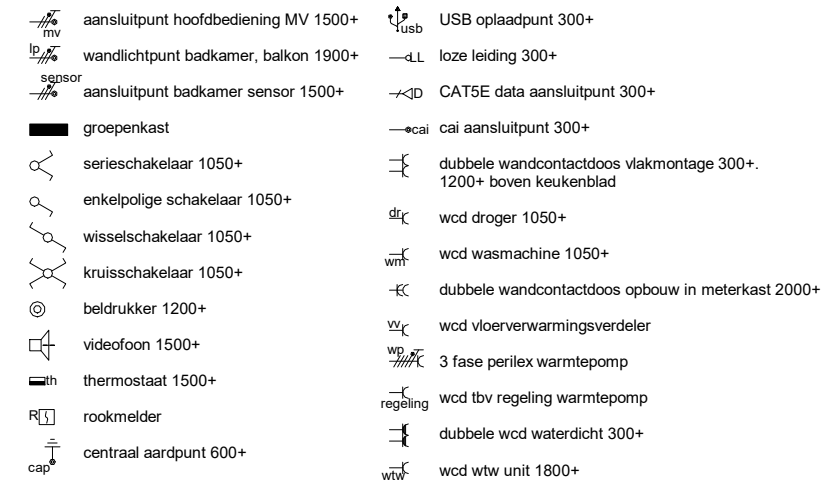 mv aansluitpunt hoofdbediening MV 1500+
lp wandlichtpunt badkamer, balkon 1900+
sensor
aansluitpunt badkamer sensor 1500+
groepenkast
serieschakelaar 1050+
enkelpolige schakelaar 1050+
wisselschakelaar 1050+
kruisschakelaar 1050+
beldrukker 1200+
videofoon 1500+
th thermostaat 1500+
R rookmelder
centraal aardpunt 600+
cap
usb USB oplaadpunt 300+
LL loze leiding 300+
D CAT5E data aansluitpunt 300+
cai cai aansluitpunt 300+
dubbele wandcontactdoos vlakmontage 300+.
1200+ boven keukenblad
dr wcd droger 1050+
wm wcd wasmachine 1050+
dubbele wandcontactdoos opbouw in meterkast 2000+
vv wcd vloerverwarmingsverdeler
wp 3 fase perilex warmtepomp
regeling wcd tbv regeling warmtepomp
dubbele wcd waterdicht 300+
wtw wcd wtw unit 1800+